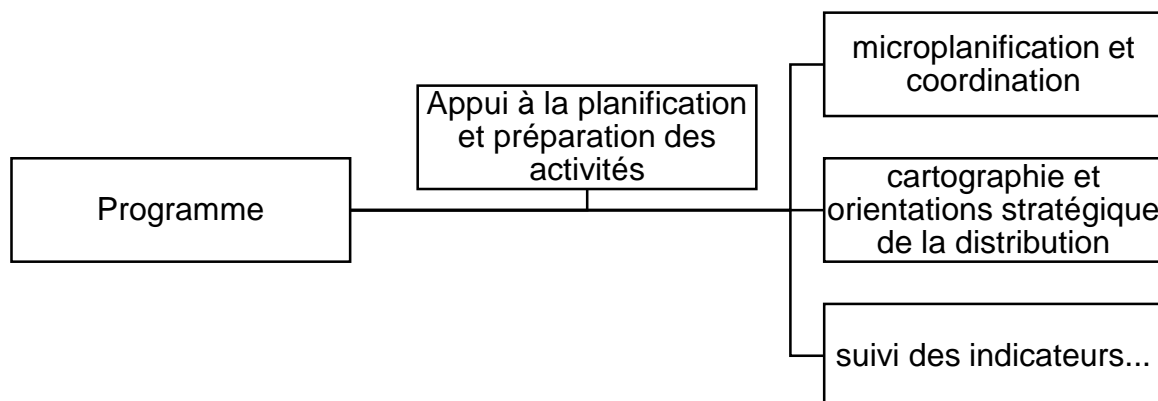 Programme
Appui à la planification
et préparation des
activités
microplanification et
coordination
cartographie et
orientations stratégique
de la distribution
suivi des indicateurs...